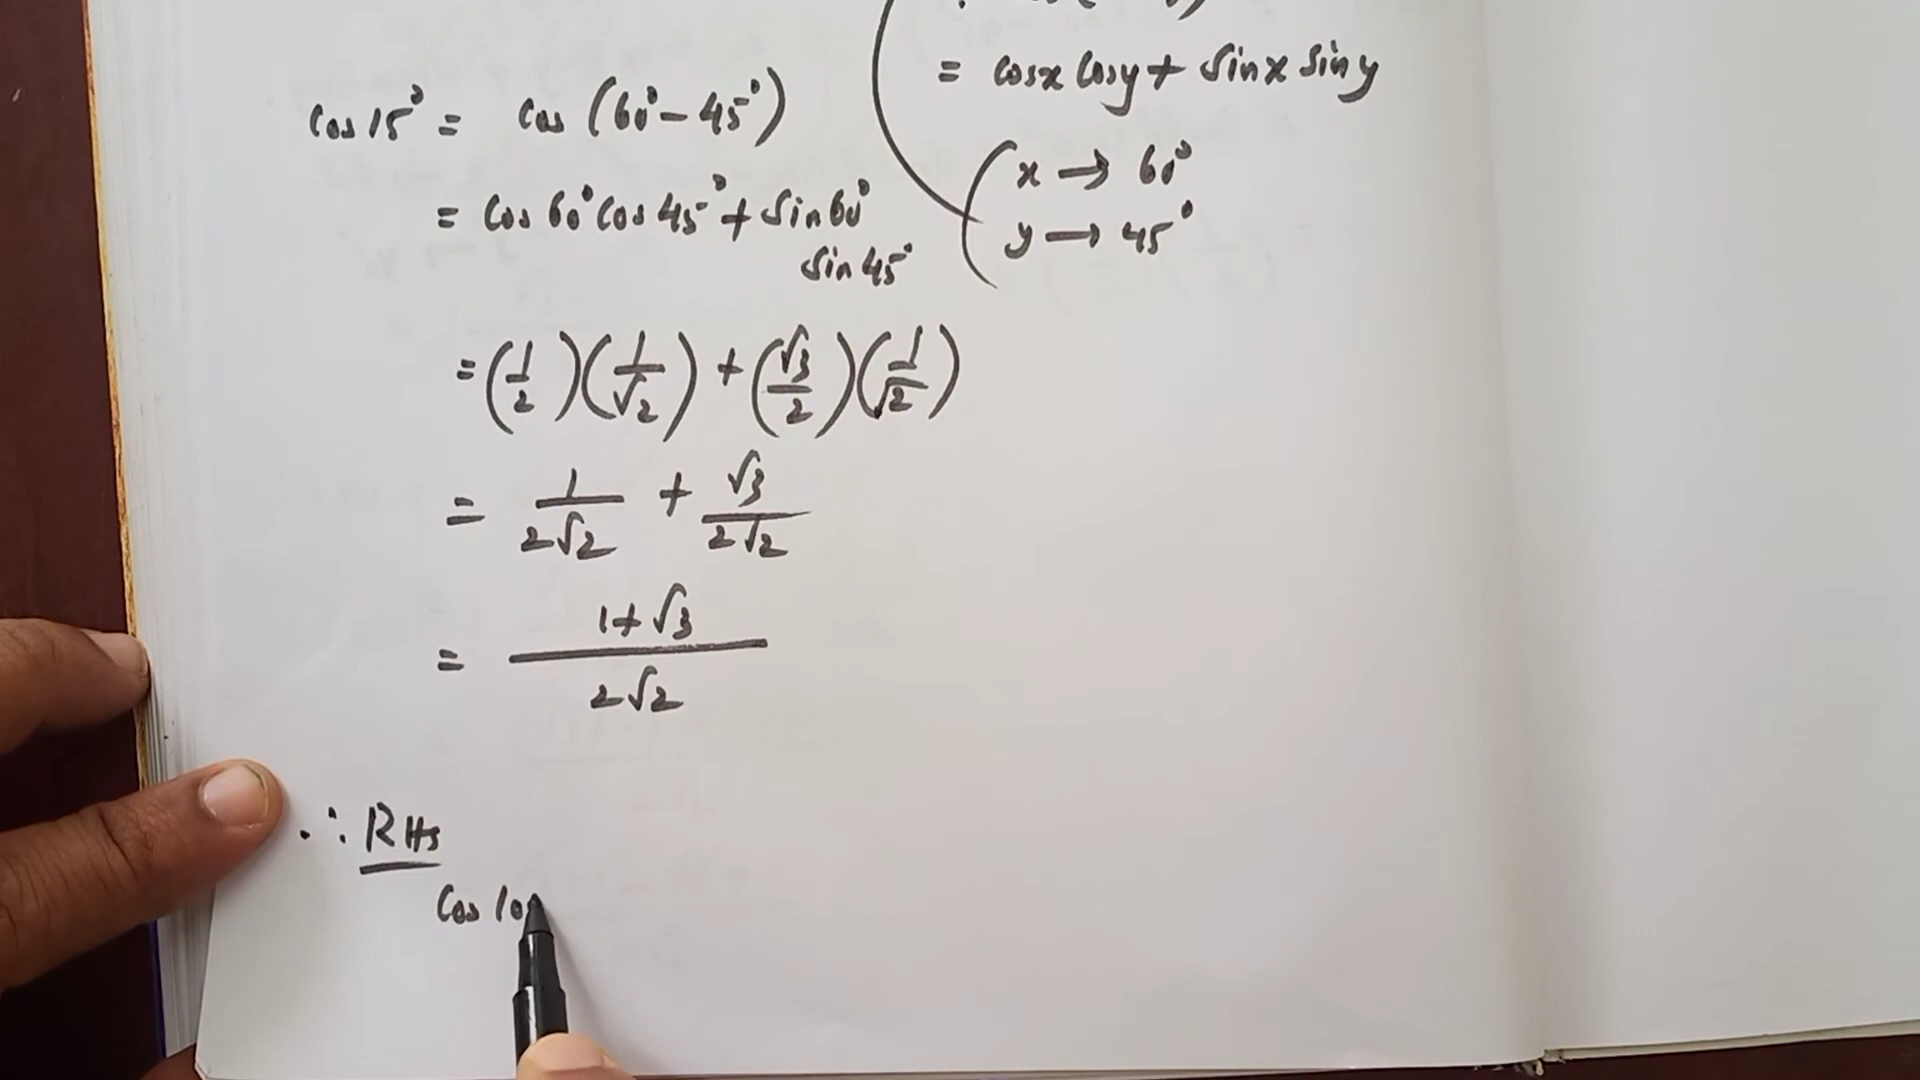 = cosx cosy + sinx siny
cos 15° = cos (60° - 45°)
x → 60°
y → 45°
= cos 60° cos 45° + sin 60°
sin 45°
= (1/2) (1/√2) + (√3/2) (1/√2)
= 1/2√2 + √3/2√2
= 1+√3/2√2
∴ RHS
cos 10